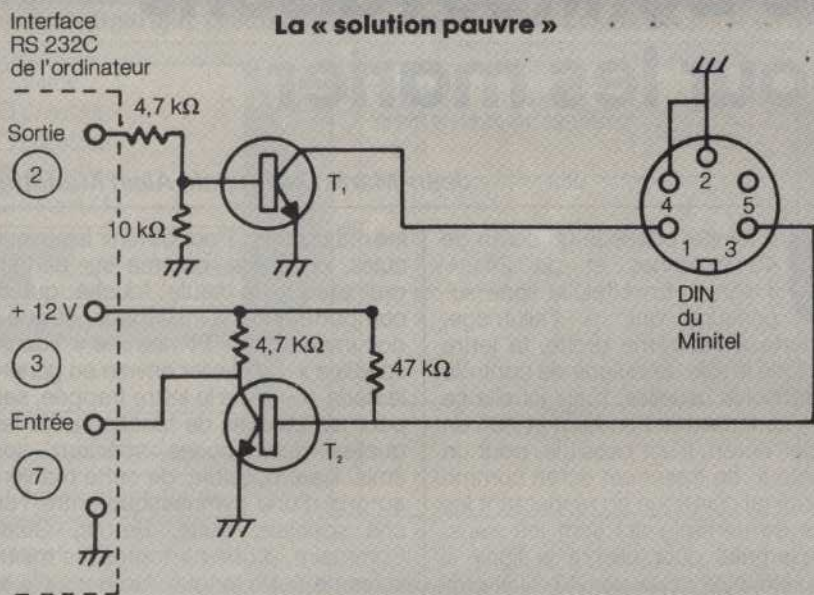 Interface
RS 232C
de l'ordinateur
La « solution pauvre »
4,7 kΩ
Sortie
2
T₁
10 kΩ
+ 12 V
4,7 KΩ
47 kΩ
3
Entrée
T₂
7
2
4
5
1
3
DIN
du
Minitel